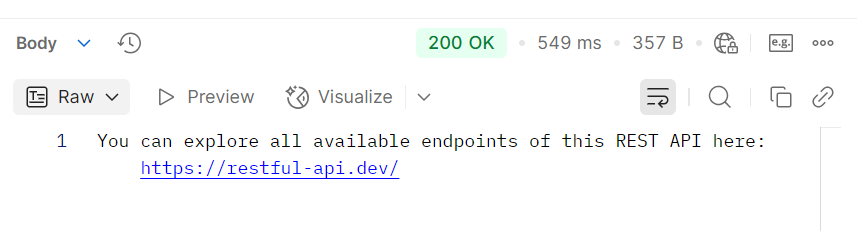 Body 200 OK 549 ms 357 B e.g.
Raw Preview Visualize
1 You can explore all available endpoints of this REST API here:
https://restful-api.dev/